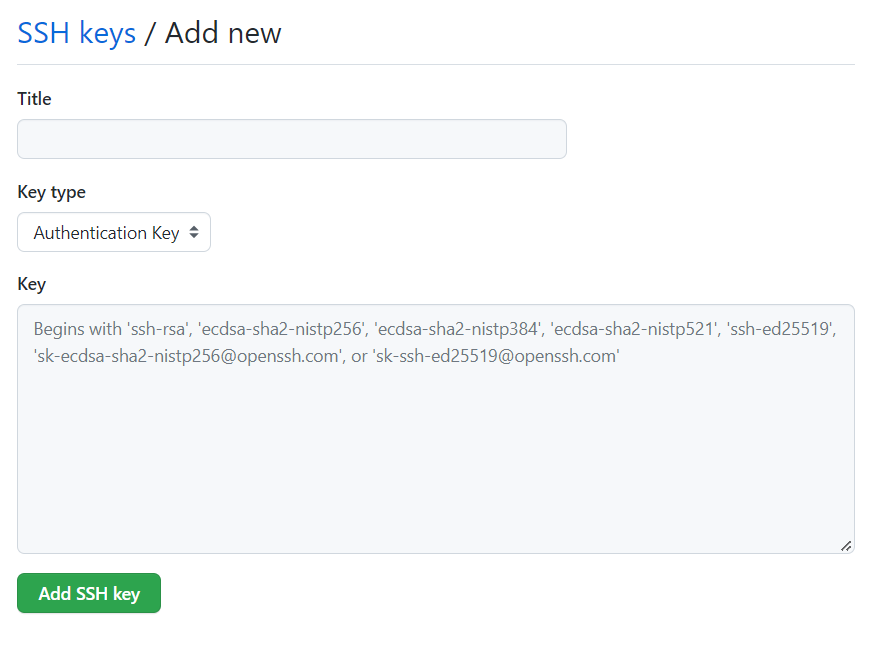 SSH keys / Add new
Title
Key type
Authentication Key
Key
Begins with 'ssh-rsa', 'ecdsa-sha2-nistp256', 'ecdsa-sha2-nistp384', 'ecdsa-sha2-nistp521', 'ssh-ed25519',
'sk-ecdsa-sha2-nistp256@openssh.com', or 'sk-ssh-ed25519@openssh.com'
Add SSH key